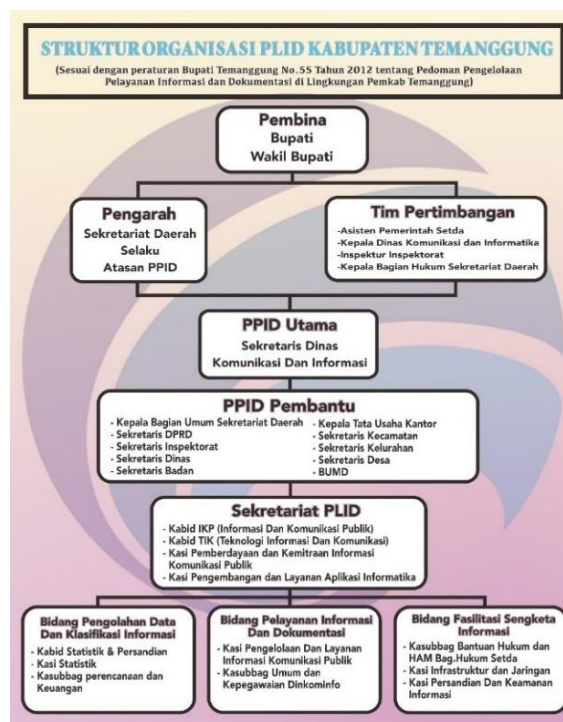 STRUKTUR ORGANISASI PLID KABUPATEN TEMANGGUNG
(Sesuai dengan peraturan Bupati Temanggung No.55 Tahun 2012 tentang Pedoman Pengelolaan
Pelayanan Informasi dan Dokumentasi di Lingkungan Pemkab Temanggung)
Pembina
Bupati
Wakil Bupati
Pengarah
Sekretariat Daerah
Selaku
Atasan PPID
Tim Pertimbangan
-Asisten Pemerintah Setda
-Kepala Dinas Komunikasi dan Informatika
-Inspektur Inspektorat
-Kepala Bagian Hukum Sekretariat Daerah
PPID Utama
Sekretaris Dinas
Komunikasi Dan Informasi
PPID Pembantu
- Kepala Bagian Umum Sekretariat Daerah
- Sekretaris DPRD
- Sekretaris Inspektorat
- Sekretaris Dinas
- Sekretaris Badan
- Kepala Tata Usaha Kantor
- Sekretaris Kecamatan
- Sekretaris Kelurahan
- Sekretaris Desa
- BUMD
Sekretariat PLID
- Kabid IKP (Informasi Dan Komunikasi Publik)
- Kabid TIK (Teknologi Informasi Dan Komunikasi)
- Kasi Pemberdayaan dan Kemitraan Informasi
Komunikasi Publik
- Kasi Pengembangan dan Layanan Aplikasi Informatika
Bidang Pengolahan Data
Dan Klasifikasi Informasi
- Kabid Statistik & Persandian
- Kasi Statistik
- Kasubbag perencanaan dan
Keuangan
Bidang Pelayanan Informasi
Dan Dokumentasi
- Kasi Pengelolaan Dan Layanan
Informasi Komunikasi Publik
- Kasubbag Umum dan
Kepegawaian Dinkominfo
Bidang Fasilitasi Sengketa
Informasi
- Kasubbag Bantuan Hukum dan
HAM Bag.Hukum Setda
- Kasi Infrastruktur dan Jaringan
- Kasi Persandian Dan Keamanan
Informasi